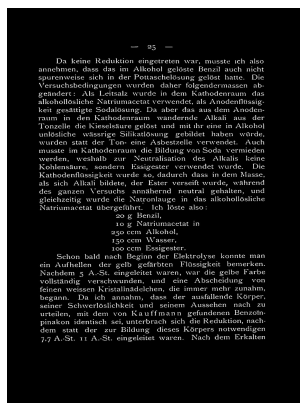 — 25 —
Da keine Reduktion eingetreten war, musste ich also
annehmen, dass das im Alkohol gelöste Benzil auch nicht
spurenweise sich in der Pottaschelösung gelöst hatte. Die
Versuchsbedingungen wurden daher folgendermassen ab-
geändert: Als Leitsalz wurde in dem Kathodenraum das
alkohollösliche Natriumacetat verwendet, als Anodenflüssig-
keit gesättigte Sodalösung. Da aber das aus dem Anoden-
raum in den Kathodenraum wandernde Alkali aus der
Tonzelle die Kieselsäure gelöst und mit ihr eine in Alkohol
unlösliche wässrige Silikatlösung gebildet haben würde,
wurden statt der Ton- eine Asbestzelle verwendet. Auch
musste im Kathodenraum die Bildung von Soda vermieden
werden, weshalb zur Neutralisation des Alkalis keine
Kohlensäure, sondern Essigester verwendet wurde. Die
Kathodenflüssigkeit wurde so, dadurch dass in dem Masse,
als sich Alkali bildete, der Ester verseift wurde, während
des ganzen Versuchs annähernd neutral gehalten, und
gleichzeitig wurde die Natronlauge in das alkohollösliche
Natriumacetat übergeführt. Ich löste also:
20 g Benzil,
10 g Natriumacetat in
250 ccm Alkohol,
150 ccm Wasser,
100 ccm Essigester.
Schon bald nach Beginn der Elektrolyse konnte man
ein Aufhellen der gelb gefärbten Flüssigkeit bemerken.
Nachdem 5 A.-St. eingeleitet waren, war die gelbe Farbe
vollständig verschwunden, und eine Abscheidung von
feinen weissen Kristallnädelchen, die immer mehr zunahm,
begann. Da ich annahm, dass der ausfallende Körper,
seiner Schwerlöslichkeit und seinem Aussehen nach zu
urteilen, mit dem von Kauffmann gefundenen Benzoïn-
pinakon identisch sei, unterbrach sich die Reduktion, nach-
dem statt der zur Bildung dieses Körpers notwendigen
7,7 A.-St. 11 A.-St. eingeleitet waren. Nach dem Erkalten